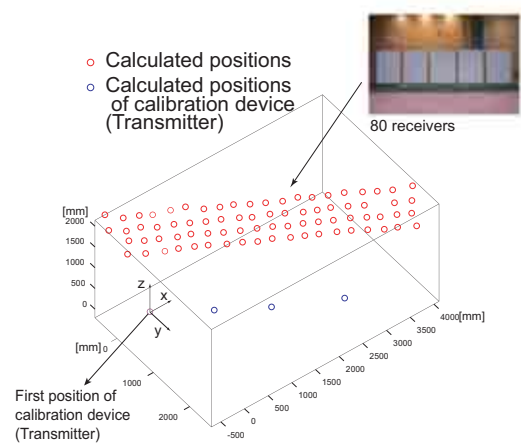 Calculated positions
Calculated positions
of calibration device
(Transmitter)
80 receivers
[mm]
2000
1500
1000
500
0
z
x
y
[mm] 0
1000
2000
First position of
calibration device
(Transmitter)
-500
0
500
1000
1500
2000
2500
3000
3500
4000[mm]